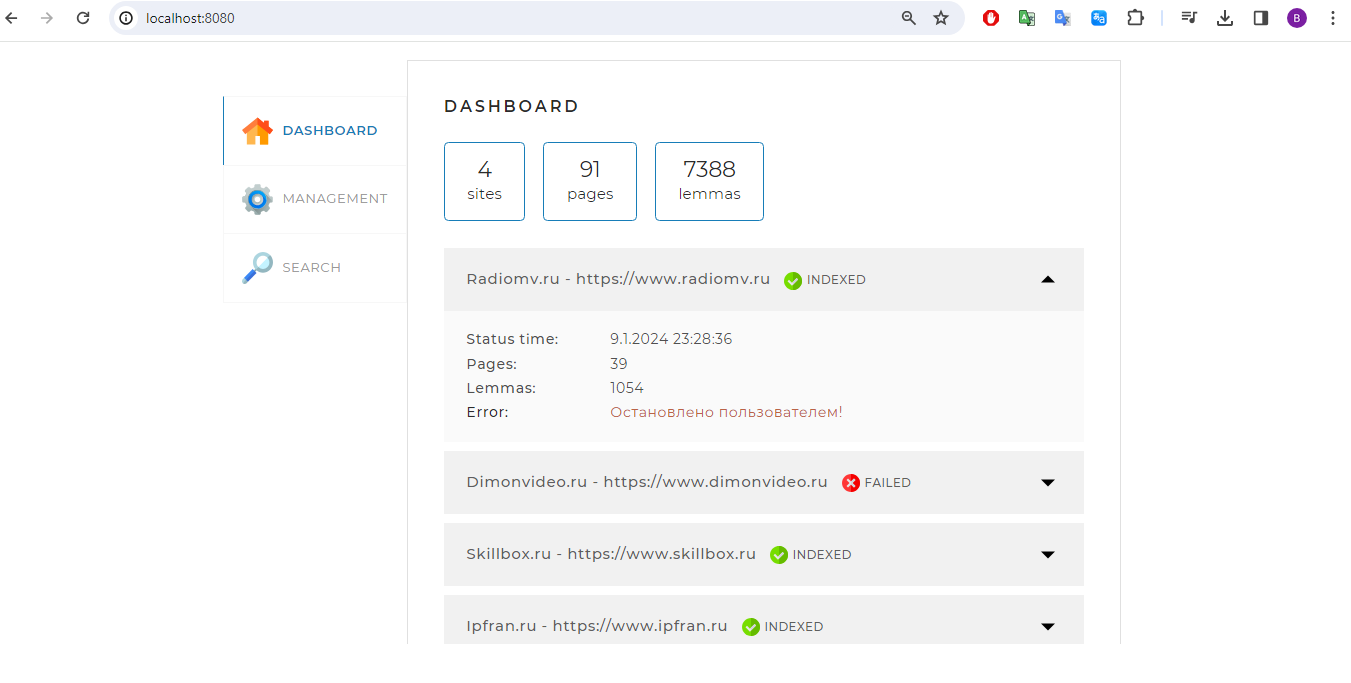 localhost:8080
B
DASHBOARD
MANAGEMENT
SEARCH
DASHBOARD
4
sites
91
pages
7388
lemmas
Radiomv.ru - https://www.radiomv.ru INDEXED
Status time: 9.1.2024 23:28:36
Pages: 39
Lemmas: 1054
Error: Остановлено пользователем!
Dimonvideo.ru - https://www.dimonvideo.ru FAILED
Skillbox.ru - https://www.skillbox.ru INDEXED
Ipfran.ru - https://www.ipfran.ru INDEXED